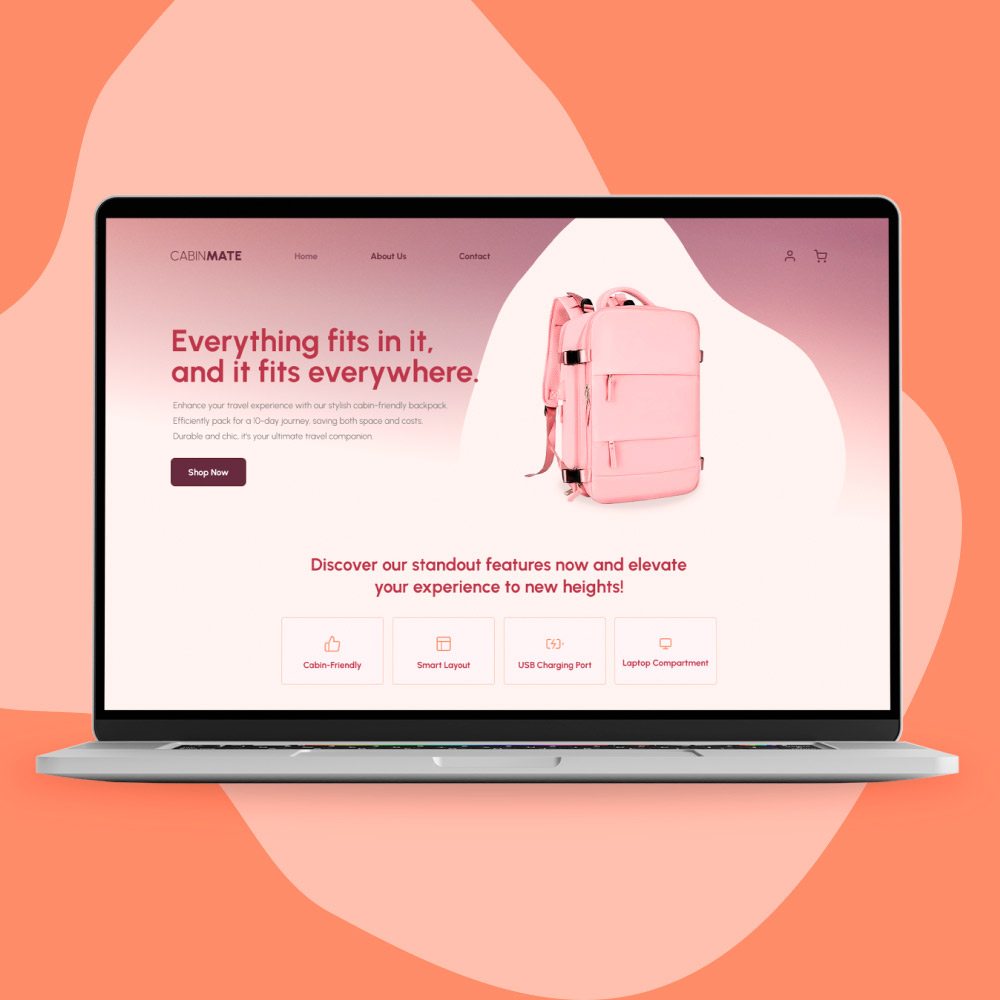 CABINMATE
Home
About Us
Contact
Everything fits in it,
and it fits everywhere.
Enhance your travel experience with our stylish cabin-friendly backpack.
Efficiently pack for a 10-day journey, saving both space and costs.
Durable and chic, it's your ultimate travel companion.
Shop Now
Discover our standout features now and elevate
your experience to new heights!
Cabin-Friendly
Smart Layout
USB Charging Port
Laptop Compartment